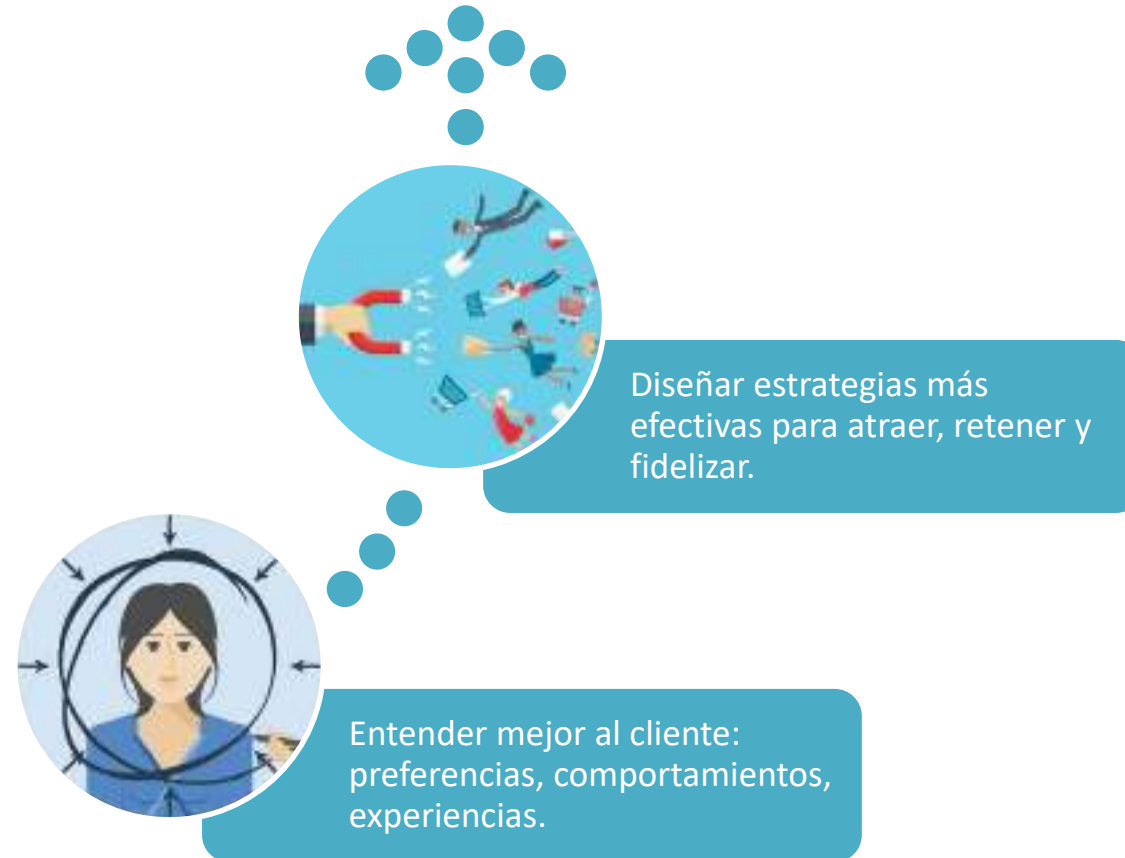 Diseñar estrategias más
efectivas para atraer, retener y
fidelizar.
Entender mejor al cliente:
preferencias, comportamientos,
experiencias.